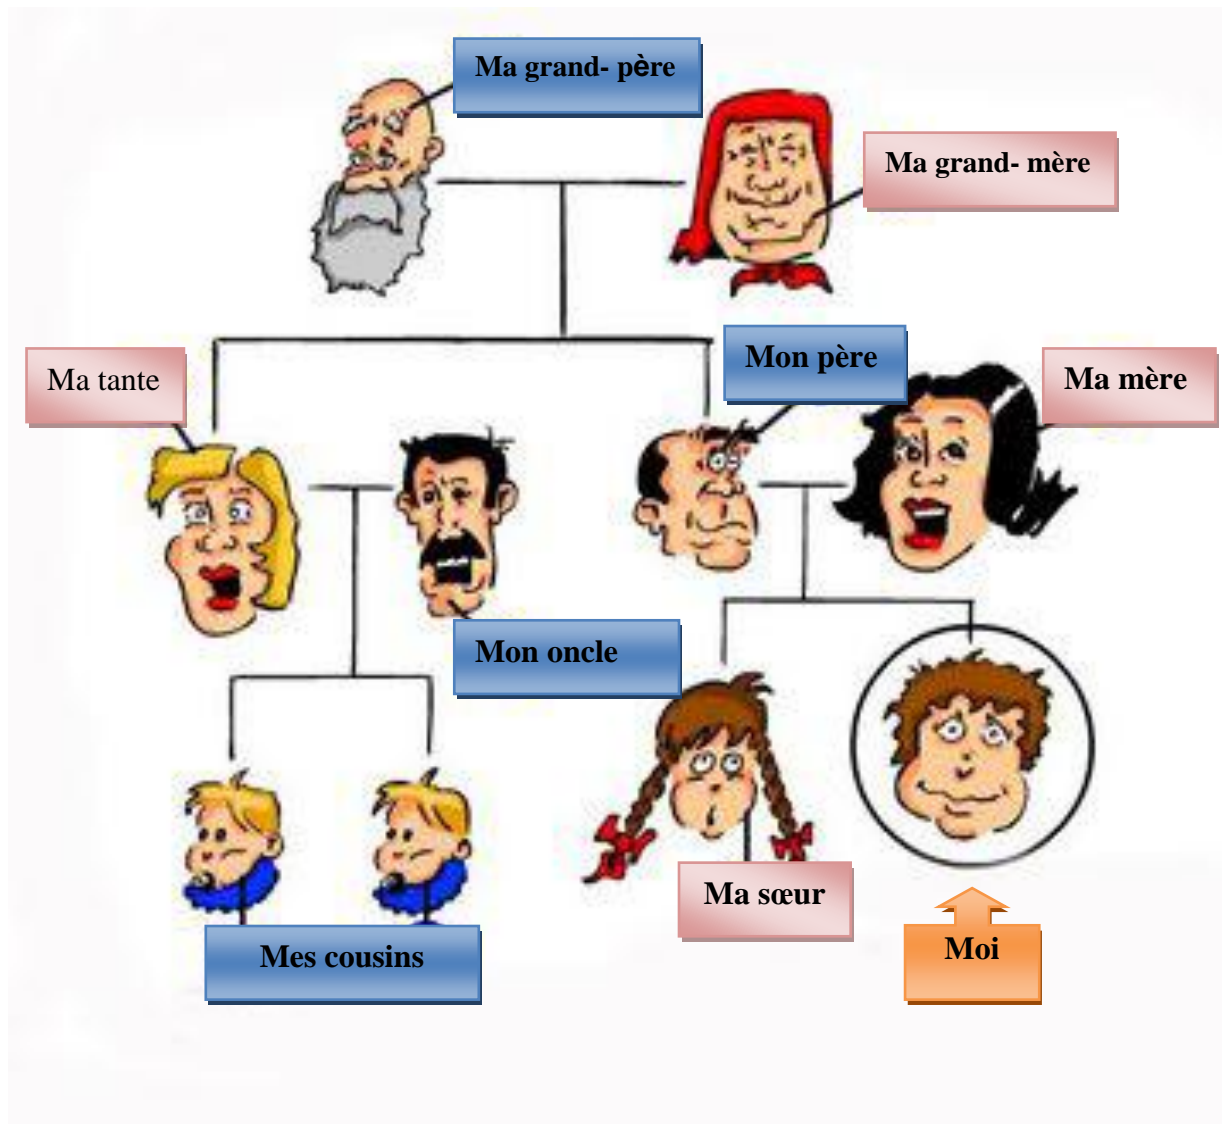 Ma grand- père
Ma grand- mère
Mon père
Ma tante
Ma mère
Mon oncle
Ma sœur
Mes cousins
Moi